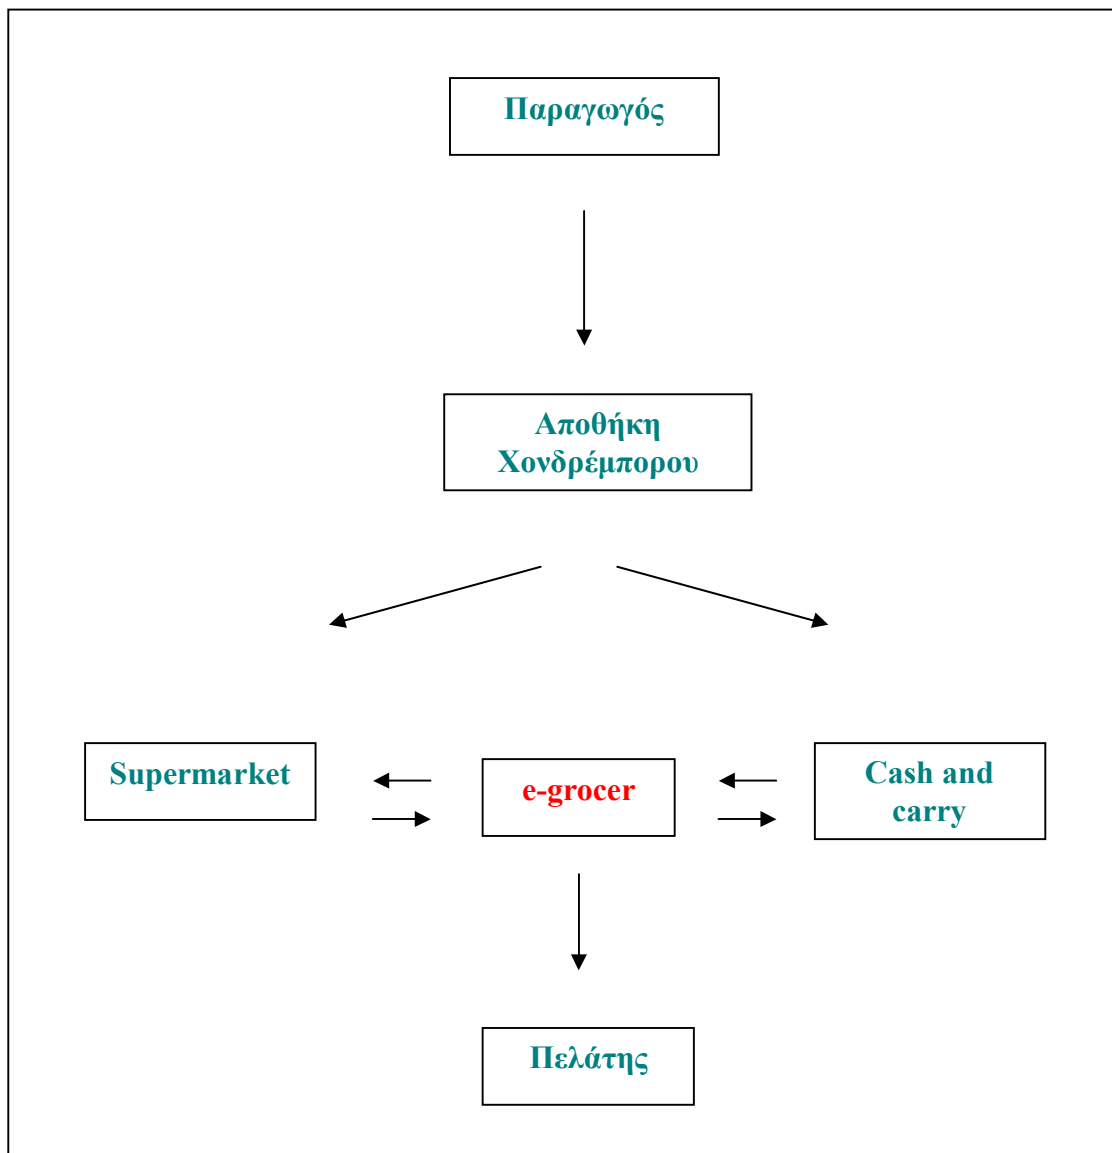 Παραγωγός
Αποθήκη
Χονδρέμπορου
Supermarket
e-grocer
Cash and
carry
Πελάτης